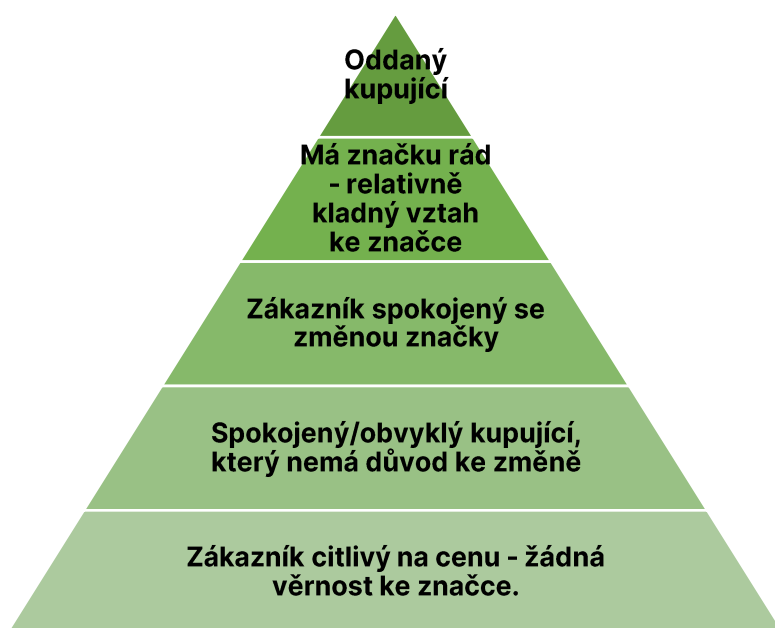 Oddaný
kupující
Má značku rád
- relativně
kladný vztah
ke značce
Zákazník spokojený se
změnou značky
Spokojený/obvyklý kupující,
který nemá důvod ke změně
Zákazník citlivý na cenu - žádná
věrnost ke značce.